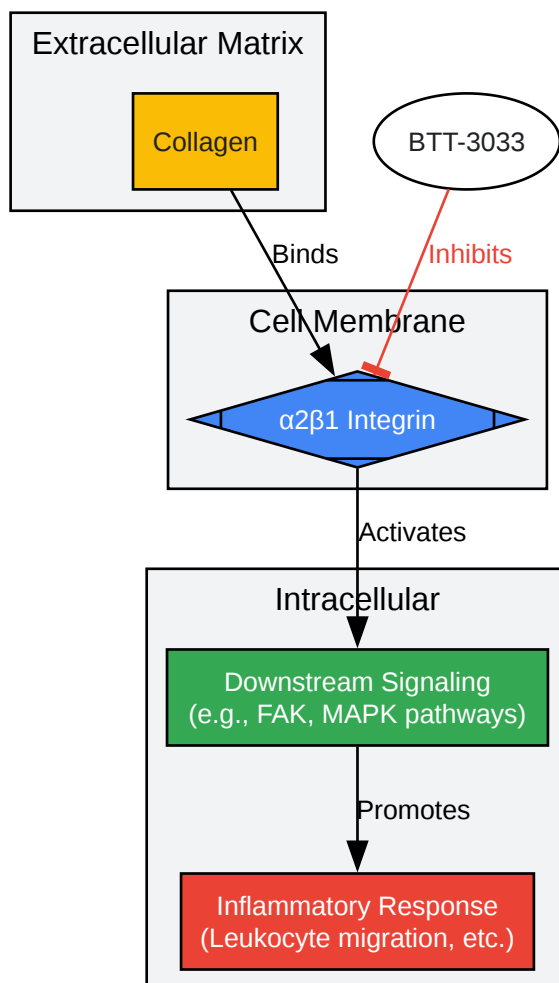 Extracellular Matrix
Collagen
BTT-3033
Binds
Inhibits
Cell Membrane
α2β1 Integrin
Activates
Intracellular
Downstream Signaling
(e.g., FAK, MAPK pathways)
Promotes
Inflammatory Response
(Leukocyte migration, etc.)